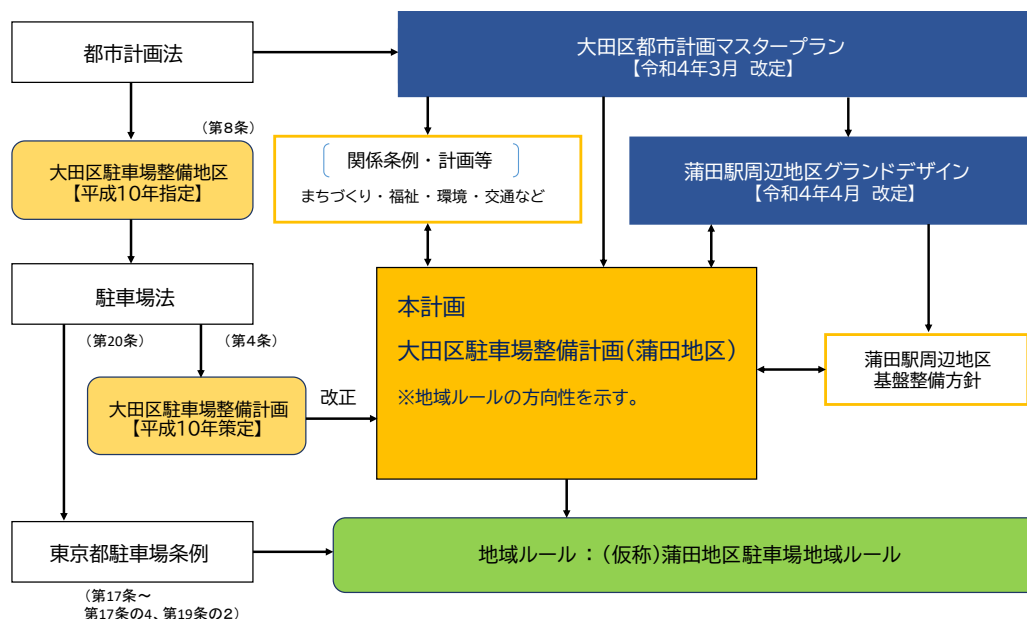 都市計画法
大田区都市計画マスタープラン
【令和4年3月 改定】
(第8条)
大田区駐車場整備地区
【平成10年指定】
関係条例・計画等
まちづくり・福祉・環境・交通など
蒲田駅周辺地区グランドデザイン
【令和4年4月 改定】
駐車場法
(第20条)
(第4条)
本計画
大田区駐車場整備計画(蒲田地区)
※地域ルールの方向性を示す。
蒲田駅周辺地区
基盤整備方針
大田区駐車場整備計画
【平成10年策定】
改正
東京都駐車場条例
地域ルール：(仮称)蒲田地区駐車場地域ルール
(第17条～
第17条の4、第19条の2)